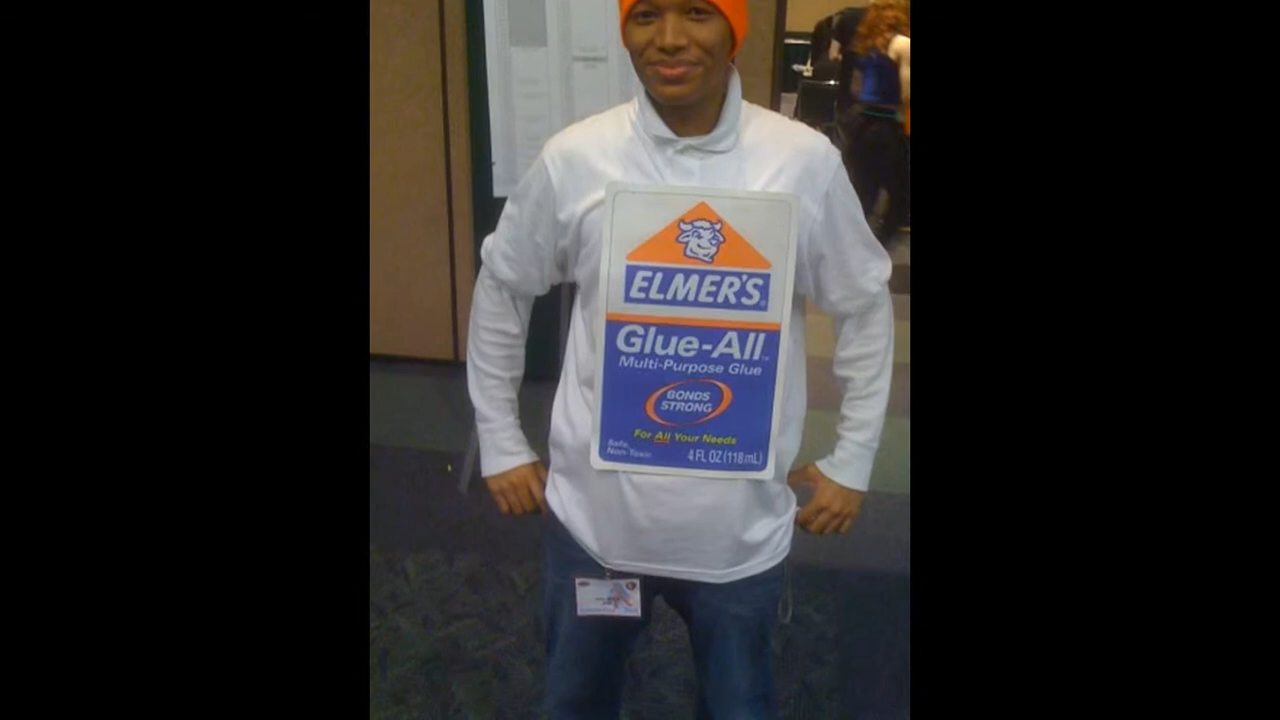 ELMER'S®
Glue-All™
Multi-Purpose Glue
BONDS
STRONG
For All Your Needs
Safe,
Non-Toxic
4 FL OZ (118 mL)